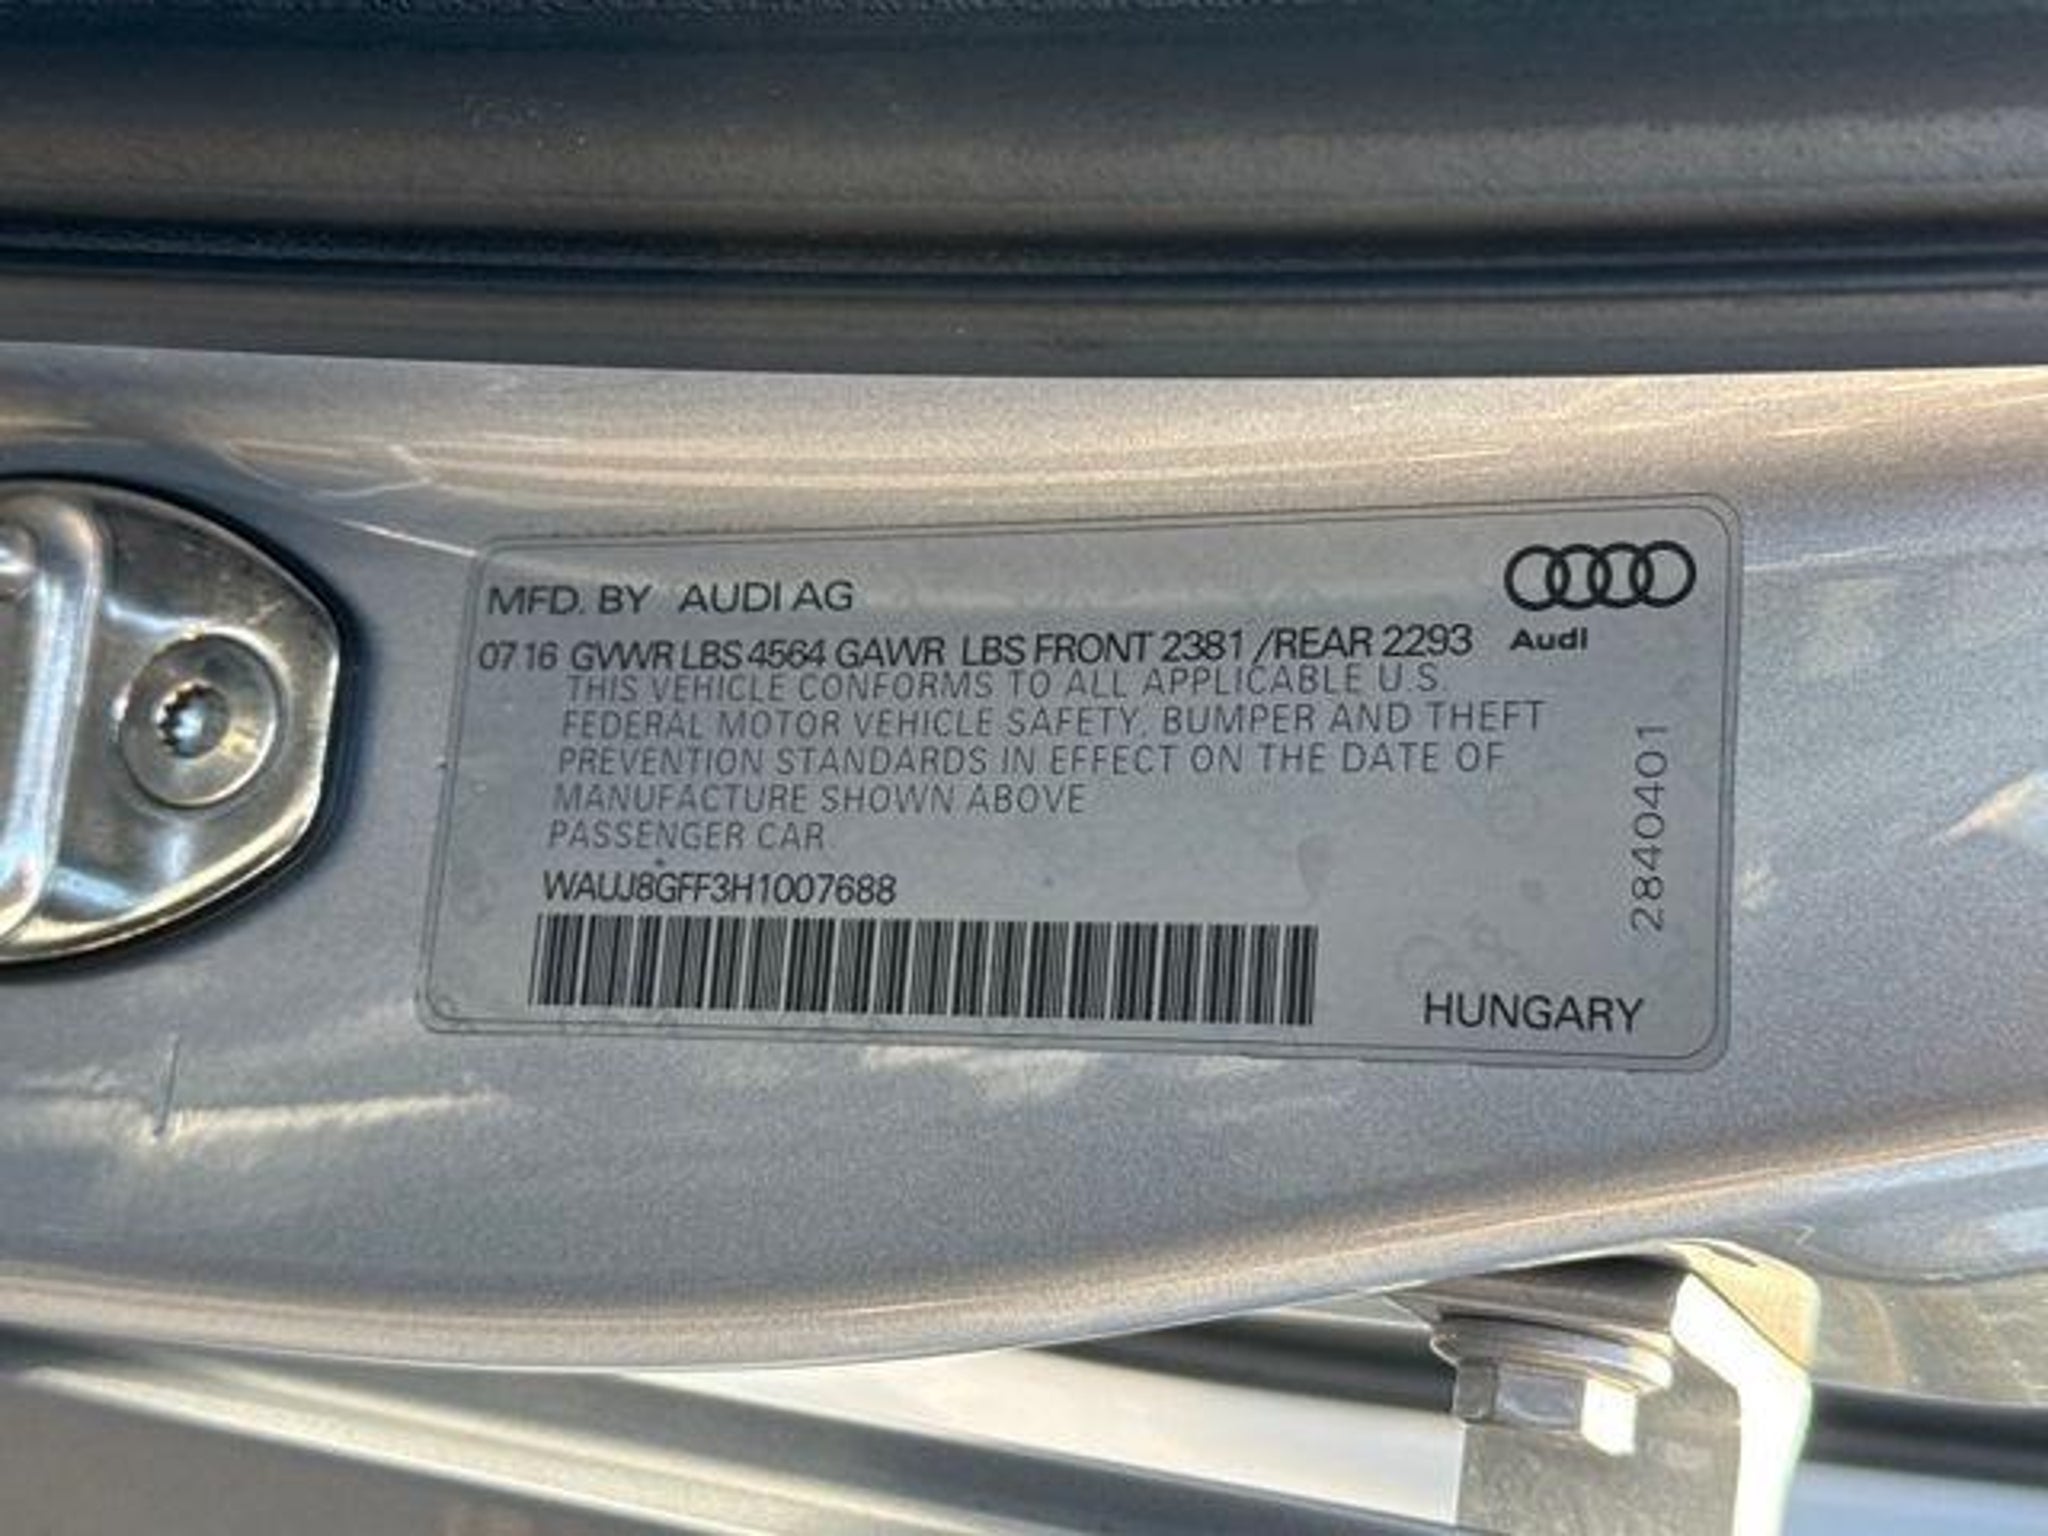 MFD. BY AUDI AG
07 16 GVWR LBS 4564 GAWR LBS FRONT 2381 /REAR 2293
Audi
THIS VEHICLE CONFORMS TO ALL APPLICABLE U.S.
FEDERAL MOTOR VEHICLE SAFETY, BUMPER AND THEFT
PREVENTION STANDARDS IN EFFECT ON THE DATE OF
MANUFACTURE SHOWN ABOVE
PASSENGER CAR
WAUJ8GFF3H1007688
HUNGARY
2840401